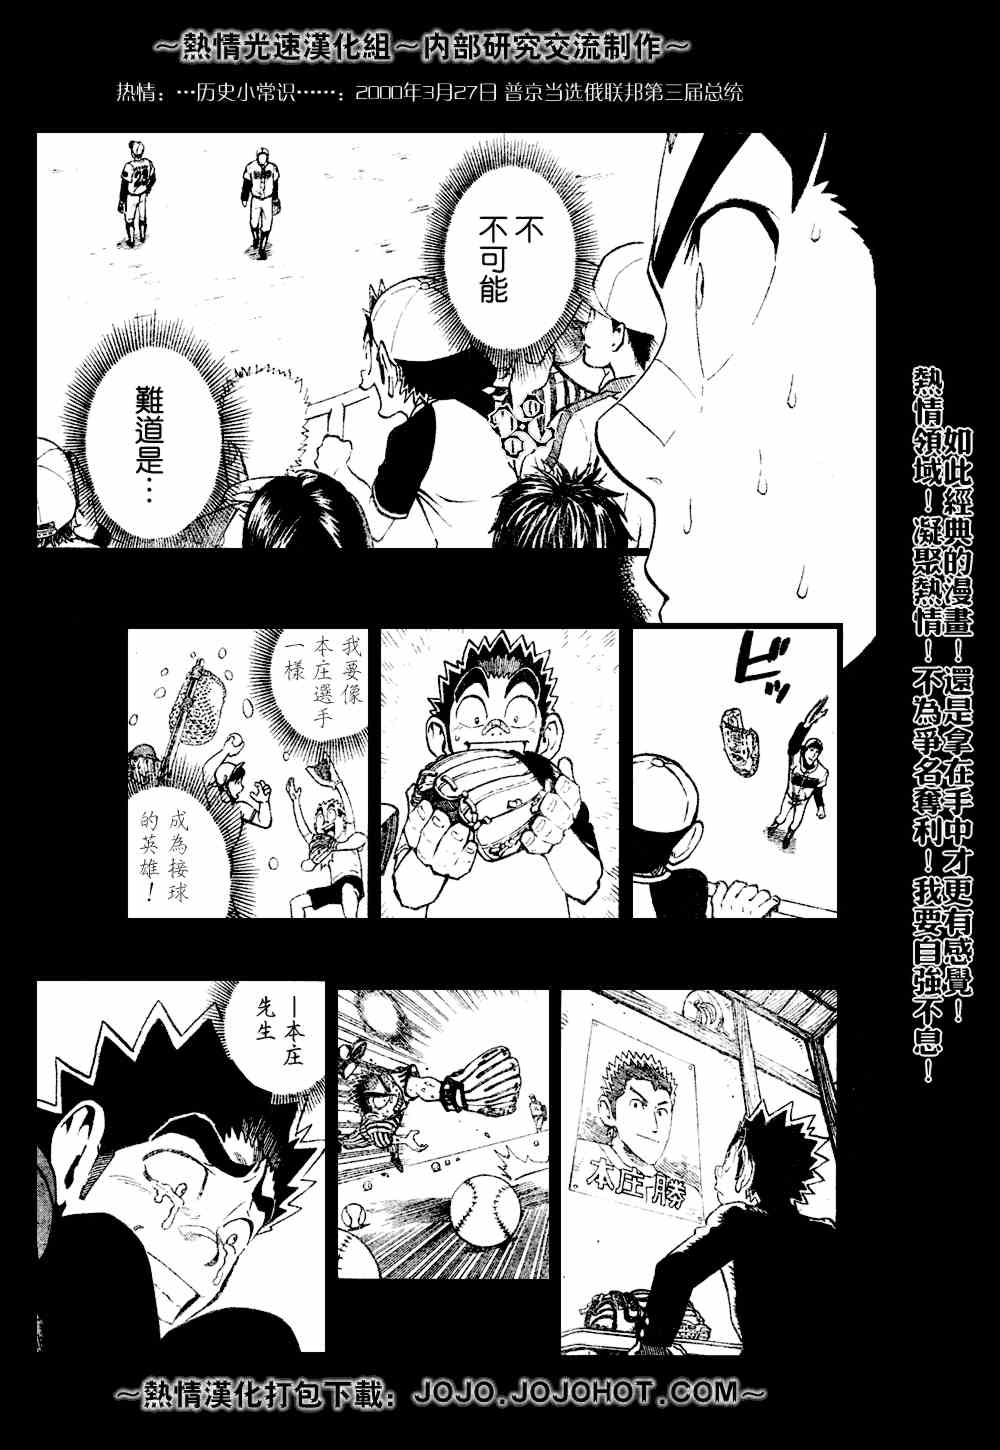 ～熱情光速漢化組～内部研究交流制作～
热情：…历史小常识……：2000年3月27日 普京当选俄联邦第三届总统
不
不可能
難道是…
如此經典的漫畫！還是拿在手中才更有感覺！
熱情領域！凝聚熱情！不為爭名奪利！我要自強不息！
ビッ
我要像
本庄選手
一樣
成為接球
的英雄！
本庄 勝
—本庄
先生
～熱情漢化打包下載：JOJO.JOJOHOT.COM～